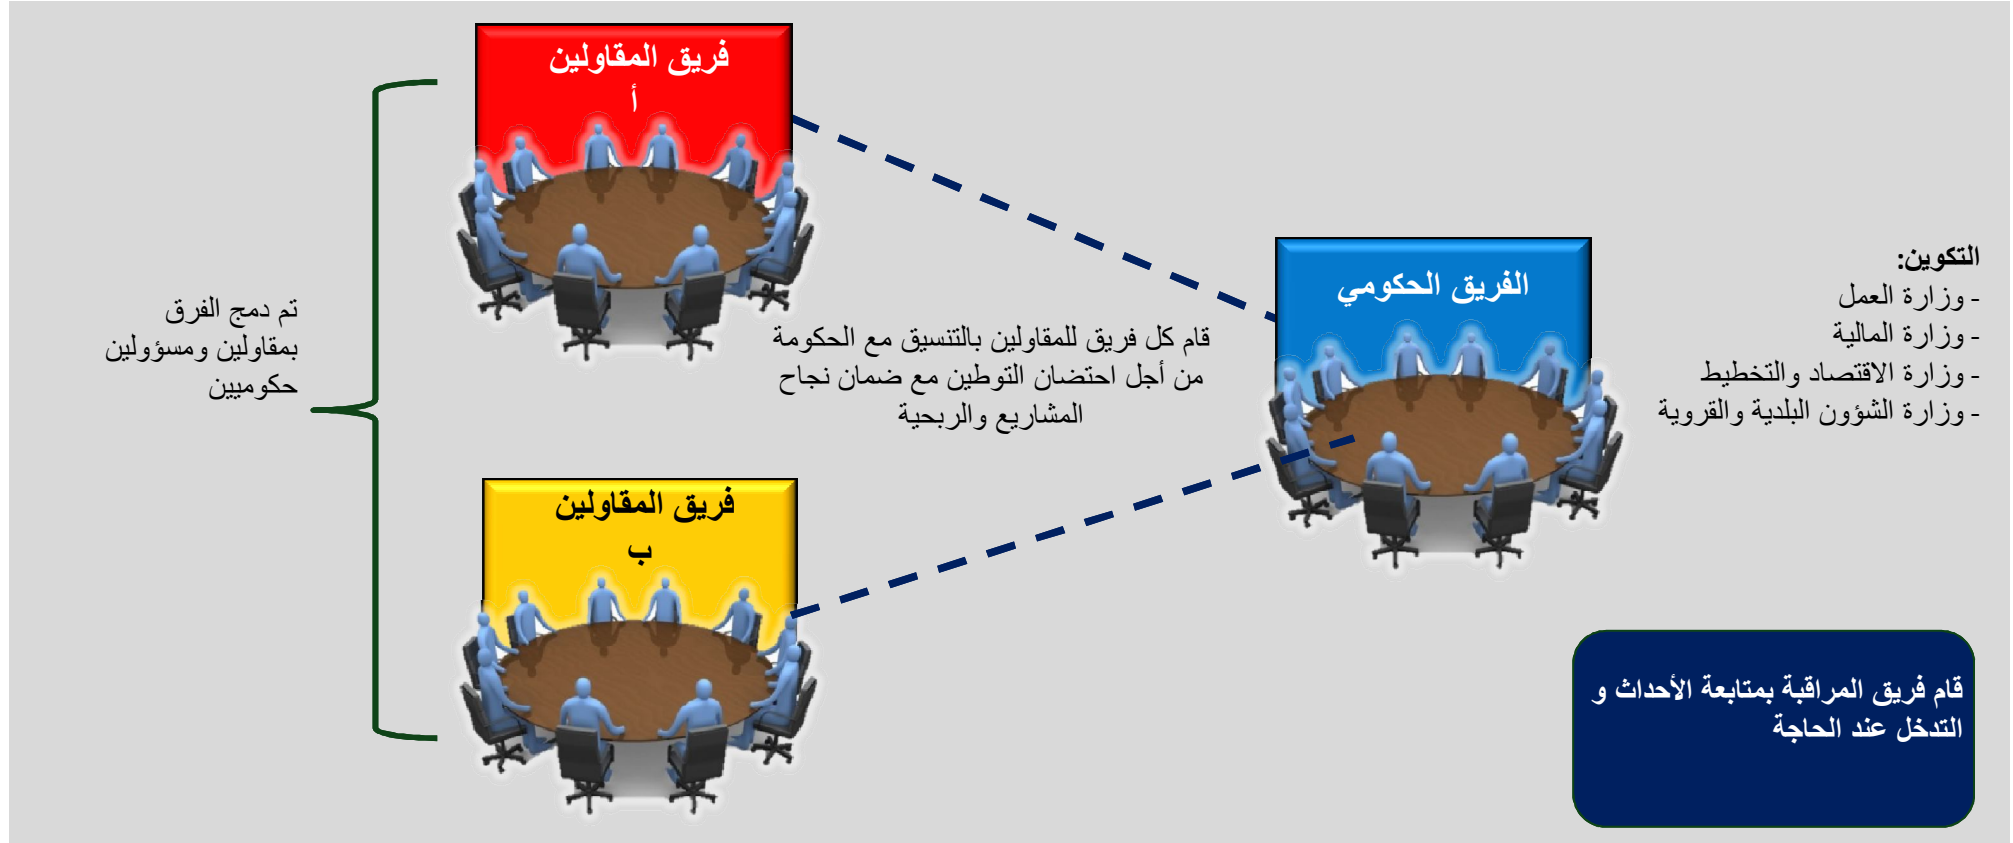 فريق المقاولين
أ
الفريق الحكومي
التكوين:
- وزارة العمل
- وزارة المالية
- وزارة الاقتصاد والتخطيط
- وزارة الشؤون البلدية والقروية
قام كل فريق للمقاولين بالتنسيق مع الحكومة
من أجل احتضان التوطين مع ضمان نجاح
المشاريع والربحية
تم دمج الفرق
بمقاولين ومسؤولين
حكوميين
فريق المقاولين
ب
قام فريق المراقبة بمتابعة الأحداث و
التدخل عند الحاجة